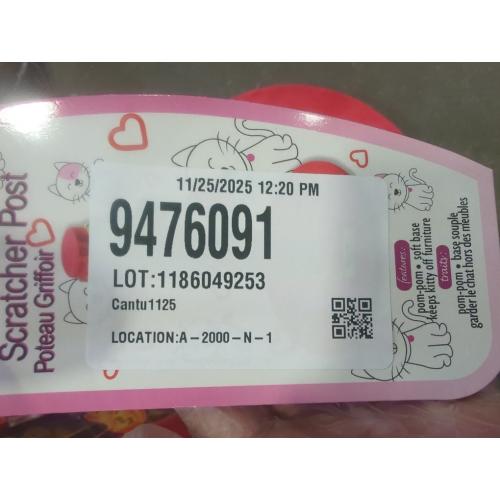 Scratcher Post
Poteau Griffoir
11/25/2025 12:20 PM
9476091
LOT:1186049253
Cantu1125
LOCATION:A-2000-N-1
features:
pom-pom • soft base
keeps kitty off furniture
traits:
pom-pom • base souple
garder le chat hors des meubles